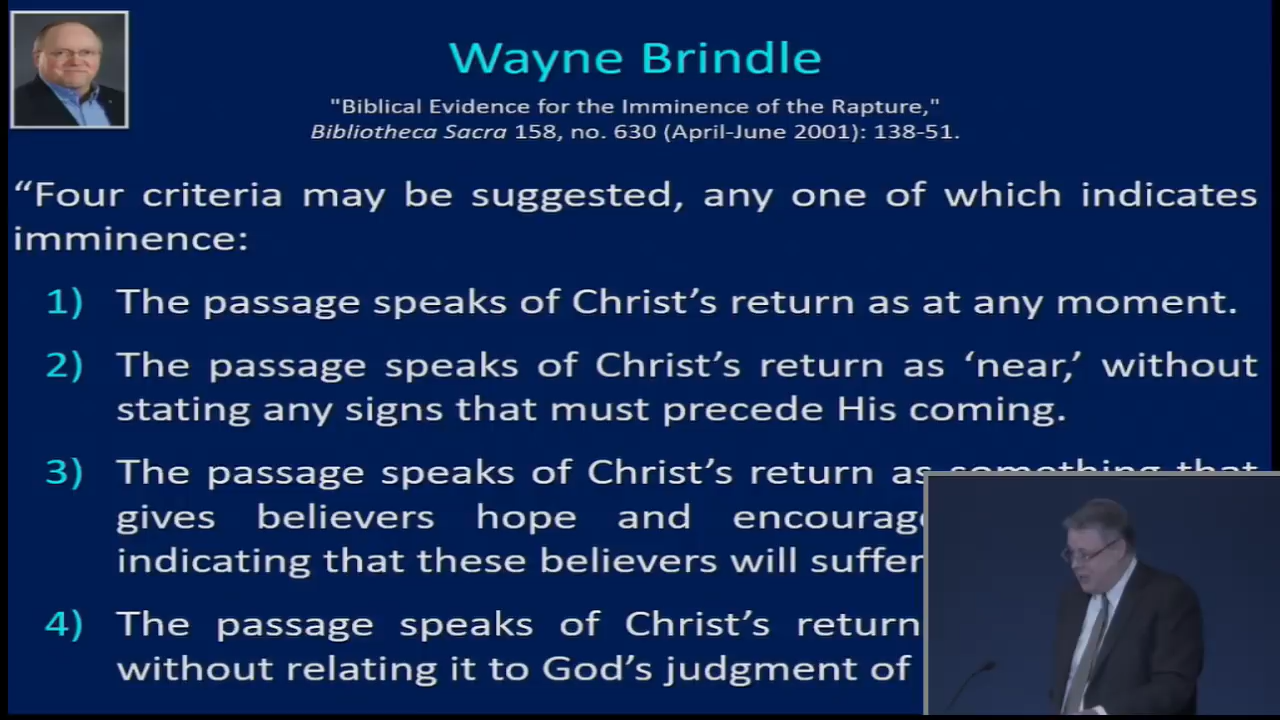 Wayne Brindle
"Biblical Evidence for the Imminence of the Rapture,"
Bibliotheca Sacra 158, no. 630 (April-June 2001): 138-51.
“Four criteria may be suggested, any one of which indicates
imminence:
1) The passage speaks of Christ’s return as at any moment.
2) The passage speaks of Christ’s return as ‘near,’ without
stating any signs that must precede His coming.
3) The passage speaks of Christ’s return as something that
gives believers hope and
indicating that these believers will suffer
4) The passage speaks of Christ’s return
without relating it to God’s judgment of